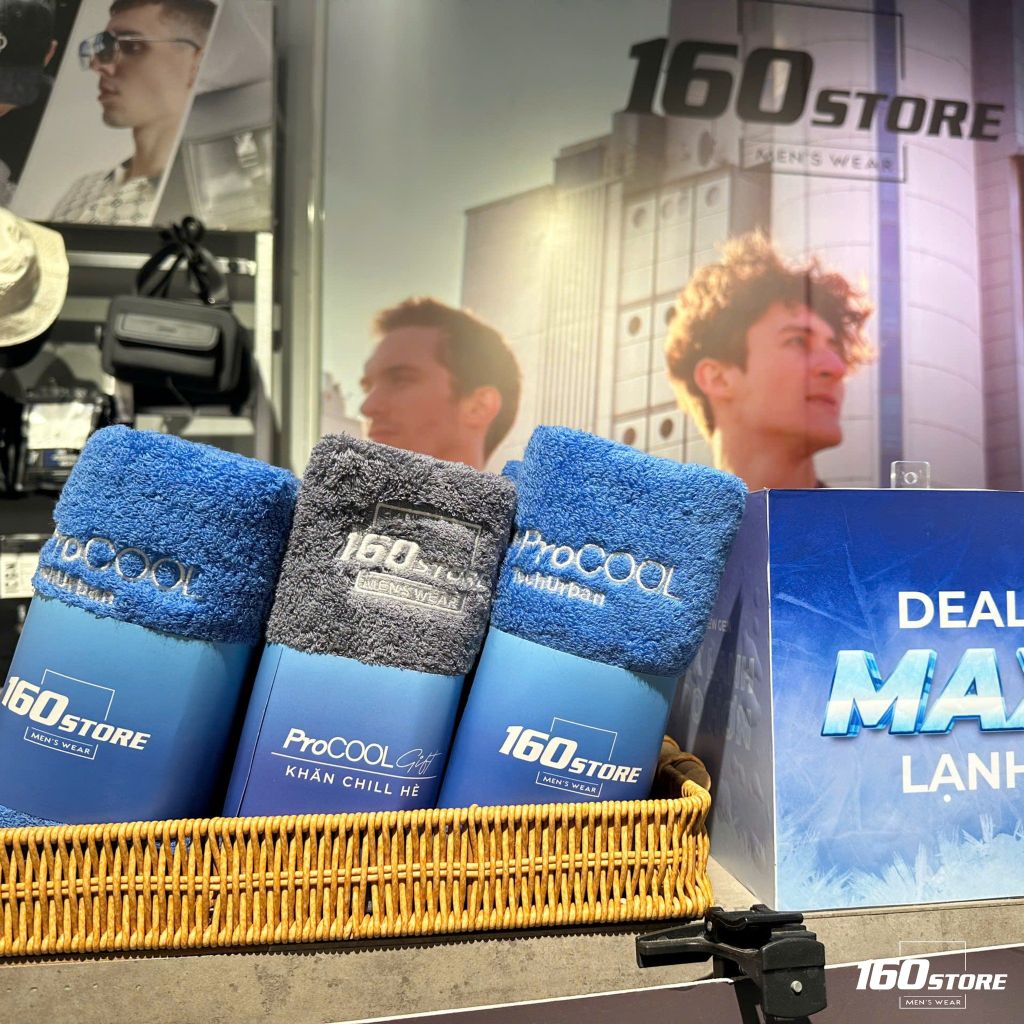 160STORE
MEN'S WEAR
ProCOOL
160STORE
MEN'S WEAR
ProCOOL
160STORE
MEN'S WEAR
ProCOOL Gift
KHĂN CHILL HÈ
160STORE
MEN'S WEAR
DEAL
MAX
LẠNH
160STORE
MEN'S WEAR